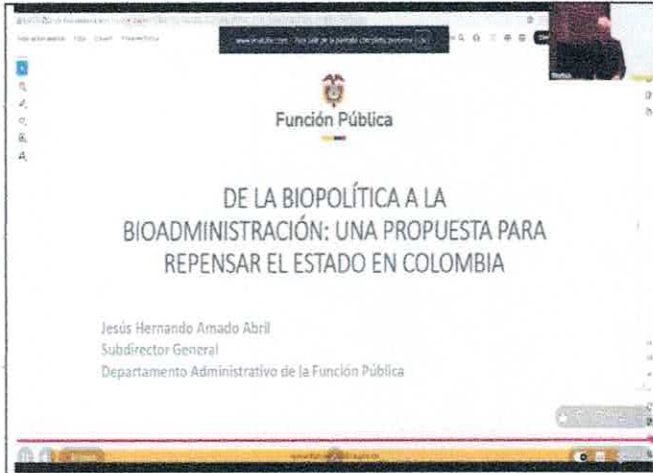 Función Pública
DE LA BIOPOLÍTICA A LA
BIOADMINISTRACIÓN: UNA PROPUESTA PARA
REPENSAR EL ESTADO EN COLOMBIA
Jesús Hernando Amado Abril
Subdirector General
Departamento Administrativo de la Función Pública